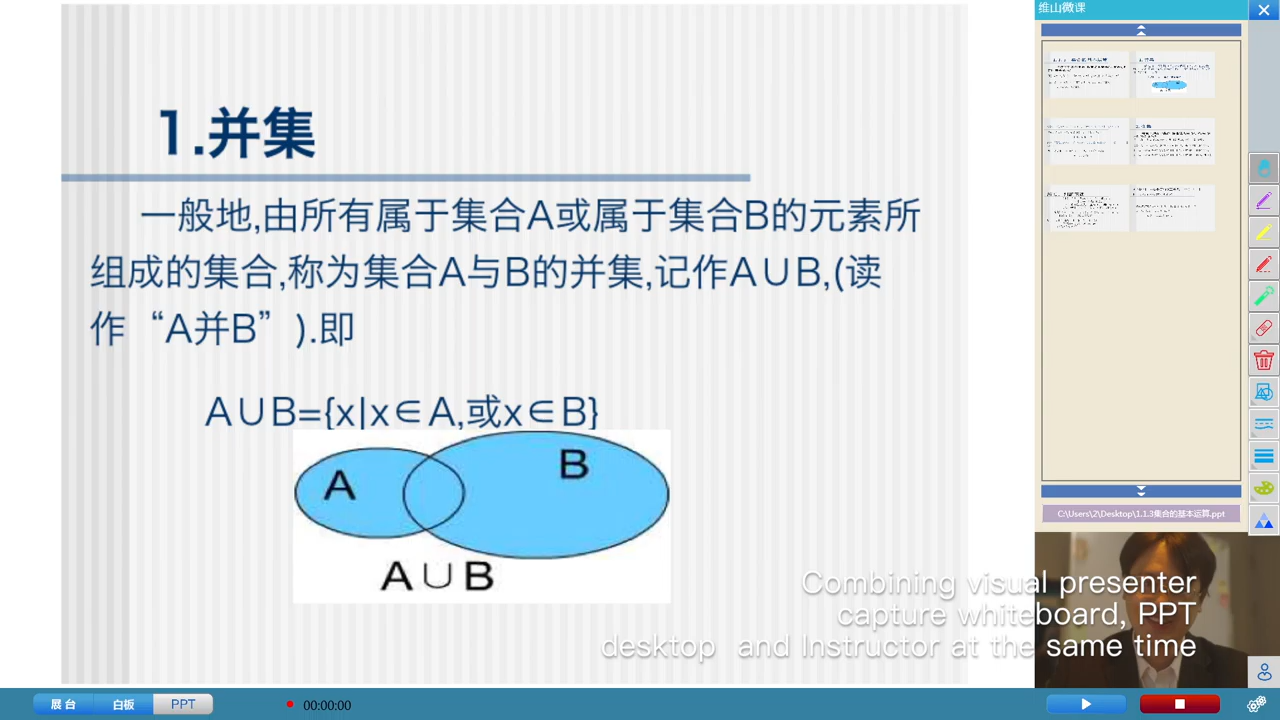 维山微课
1.并集
一般地,由所有属于集合A或属于集合B的元素所
组成的集合,称为集合A与B的并集,记作A∪B,(读
作“A并B”).即
A∪B={x|x∈A,或x∈B}
A
B
A∪B
C:\Users\2\Desktop\1.1.3集合的基本运算.ppt
Combining visual presenter
capture whiteboard, PPT
desktop and Instructor at the same time
展台
白板
PPT
00:00:00